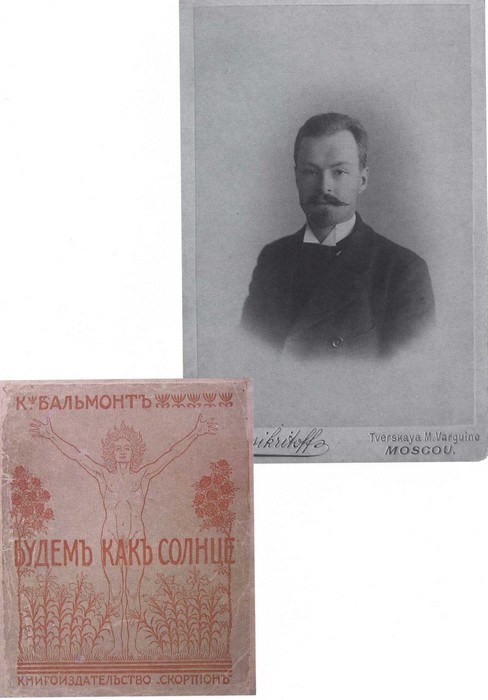 Tverskaya M. Varguine
MOSCOU.
К. БАЛЬМОНТЪ
БУДЕМЪ КАКЪ СОЛНЦЕ
КНИГОИЗДАТЕЛЬСТВО „СКОРПІОНЪ"